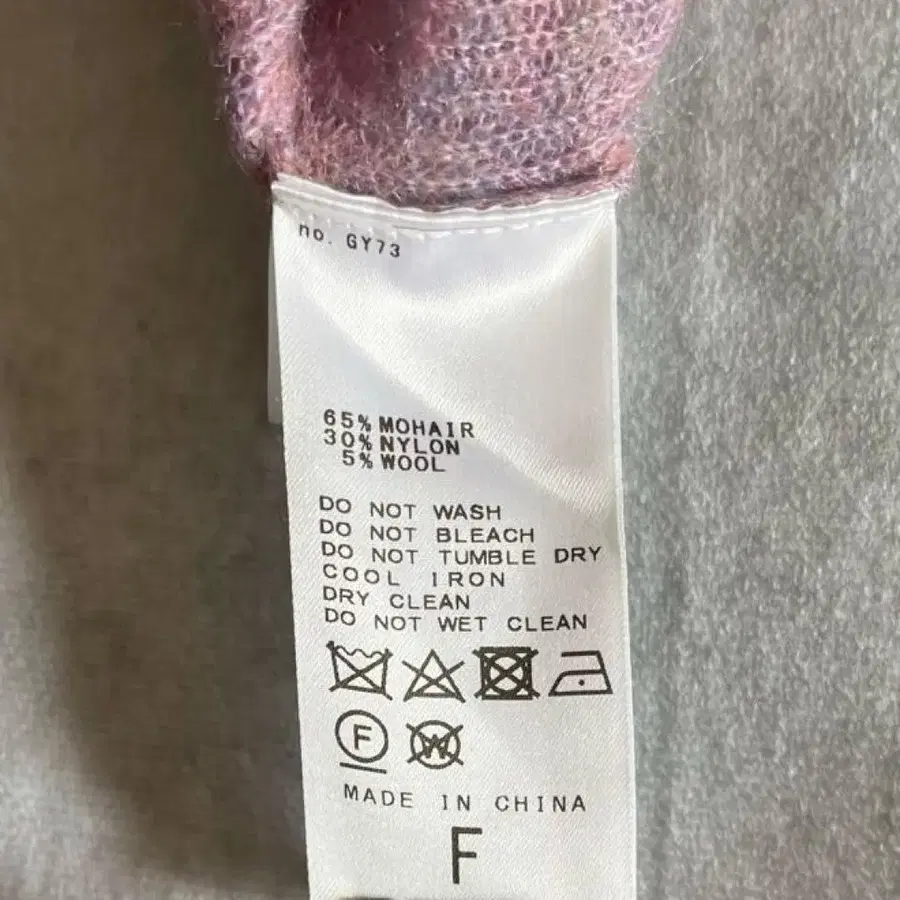 no. GY73
65% MOHAIR
30% NYLON
5% WOOL
DO NOT WASH
DO NOT BLEACH
DO NOT TUMBLE DRY
COOL IRON
DRY CLEAN
DO NOT WET CLEAN
F W
MADE IN CHINA
F